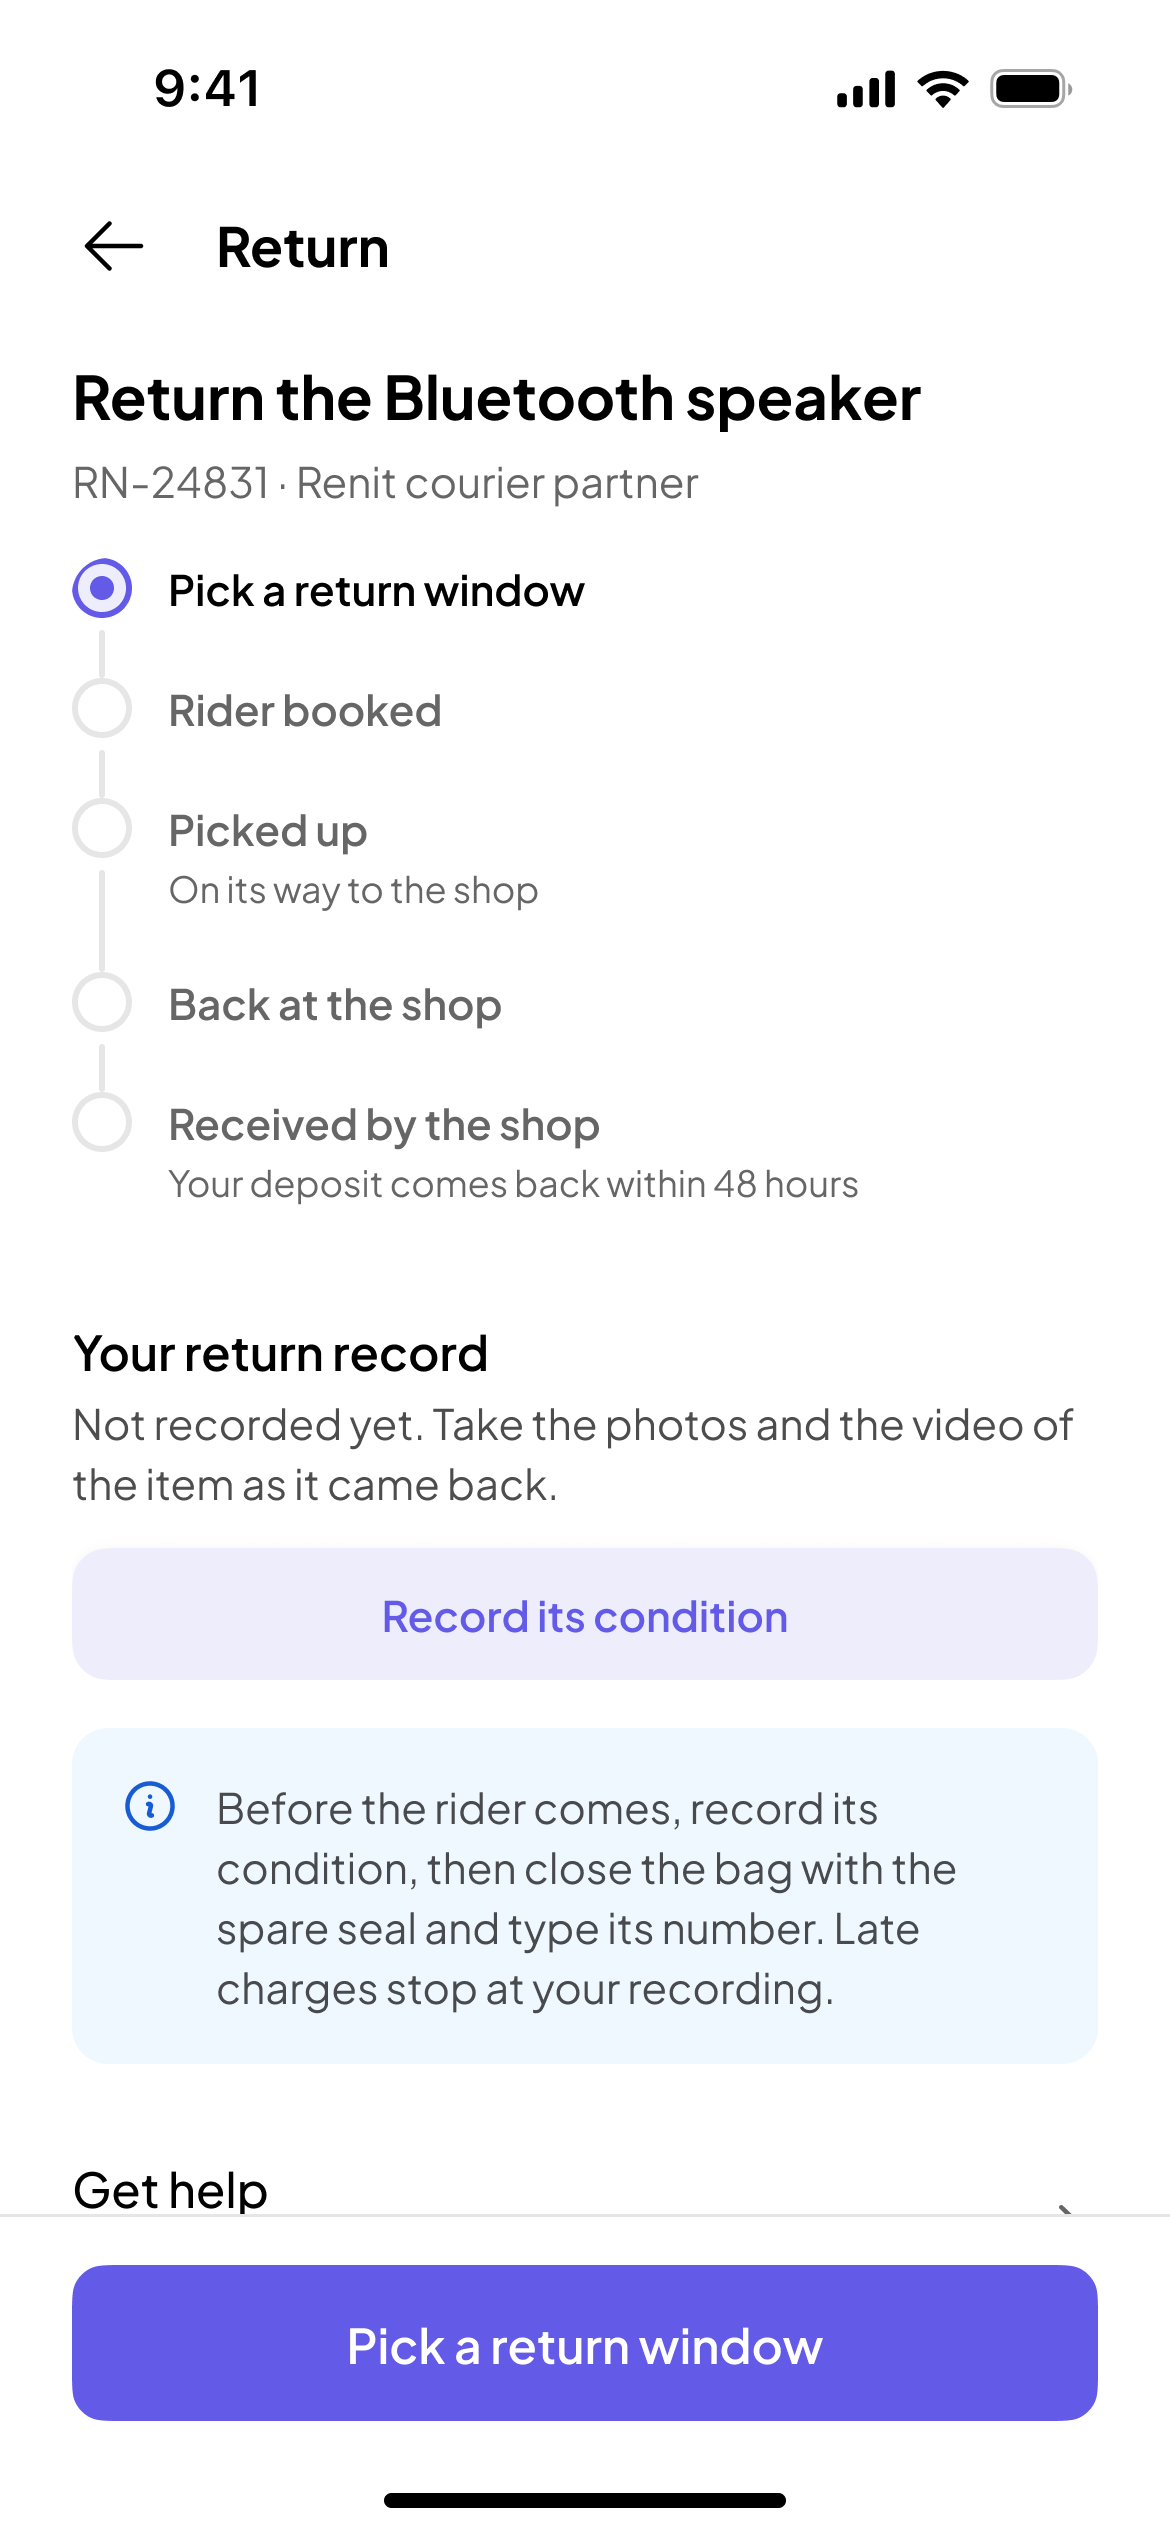 9:41
Return
Return the Bluetooth speaker
RN-24831 · Renit courier partner
Pick a return window
Rider booked
Picked up
On its way to the shop
Back at the shop
Received by the shop
Your deposit comes back within 48 hours
Your return record
Not recorded yet. Take the photos and the video of
the item as it came back.
Record its condition
Before the rider comes, record its
condition, then close the bag with the
spare seal and type its number. Late
charges stop at your recording.
Get help
Pick a return window